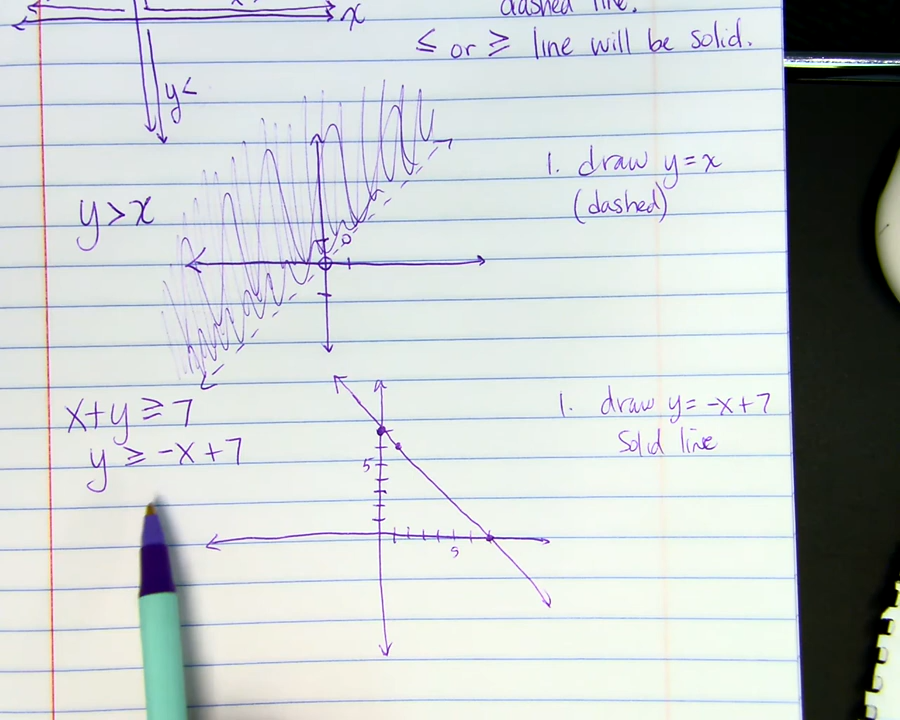 x
dashed line.
≤ or ≥ line will be solid.
y<
y>x
1. draw y=x
(dashed)
x+y≥7
y≥-x+7
1. draw y=-x+7
Solid line
5
5